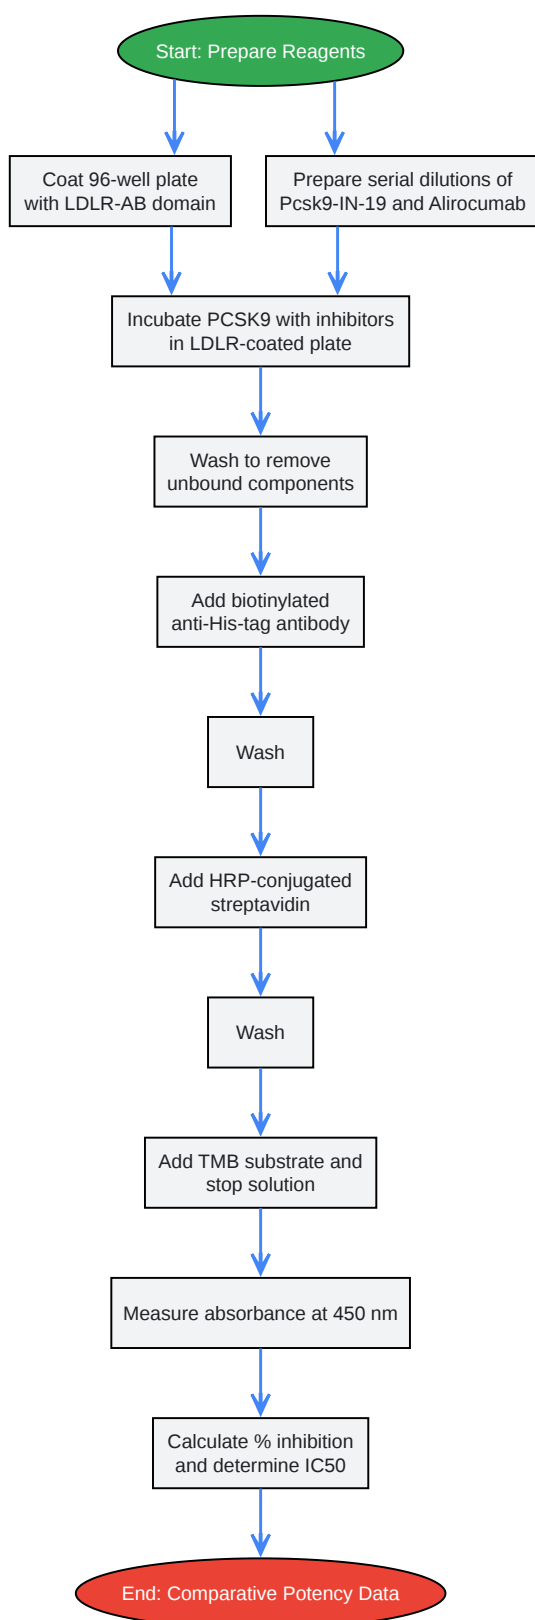 Start: Prepare Reagents
Coat 96-well plate
with LDLR-AB domain
Prepare serial dilutions of
Pcsk9-IN-19 and Alirocumab
Incubate PCSK9 with inhibitors
in LDLR-coated plate
Wash to remove
unbound components
Add biotinylated
anti-His-tag antibody
Wash
Add HRP-conjugated
streptavidin
Wash
Add TMB substrate and
stop solution
Measure absorbance at 450 nm
Calculate % inhibition
and determine IC50
End: Comparative Potency Data